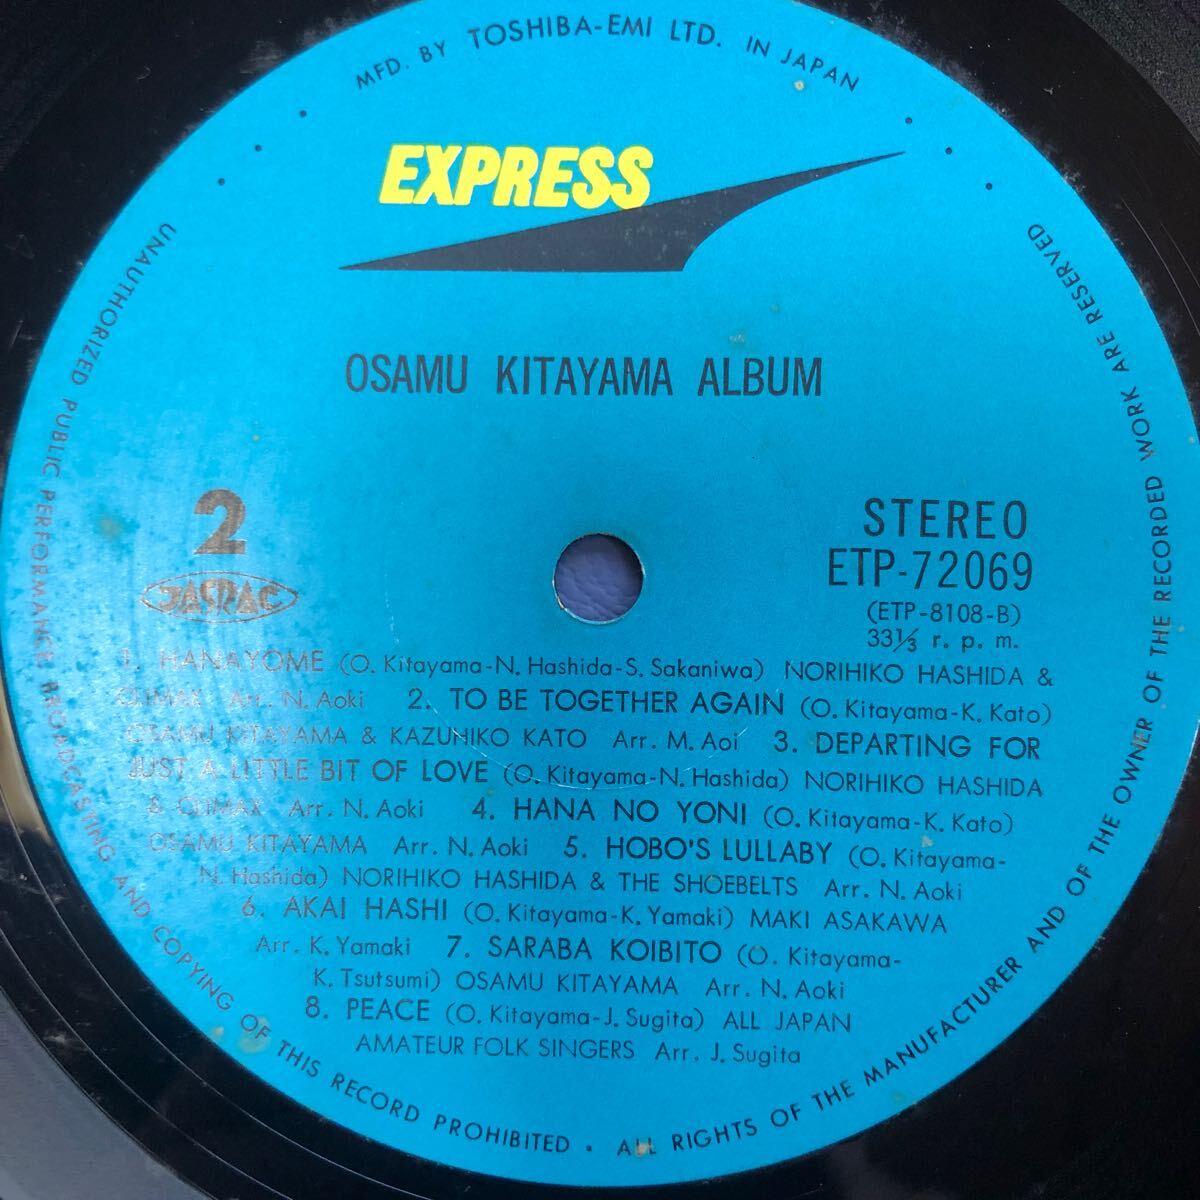 MFD. BY TOSHIBA-EMI LTD. IN JAPAN
EXPRESS
OSAMU KITAYAMA ALBUM
2
JASRAC
STEREO
ETP-72069
(ETP-8108-B)
33⅓ r. p. m.
1. HANAYOME (O. Kitayama-N. Hashida-S. Sakaniwa) NORIHIKO HASHIDA &
CLIMAX Arr. N. Aoki 2. TO BE TOGETHER AGAIN (O. Kitayama-K. Kato)
OSAMU KITAYAMA & KAZUHIKO KATO Arr. M. Aoi 3. DEPARTING FOR
JUST A LITTLE BIT OF LOVE (O. Kitayama-N. Hashida) NORIHIKO HASHIDA
& CLIMAX Arr. N. Aoki 4. HANA NO YONI (O. Kitayama-K. Kato)
OSAMU KITAYAMA Arr. N. Aoki 5. HOBO'S LULLABY (O. Kitayama-
N. Hashida) NORIHIKO HASHIDA & THE SHOEBELTS Arr. N. Aoki
6. AKAI HASHI (O. Kitayama-K. Yamaki) MAKI ASAKAWA
Arr. K. Yamaki 7. SARABA KOIBITO (O. Kitayama-
K. Tsutsumi) OSAMU KITAYAMA Arr. N. Aoki
8. PEACE (O. Kitayama-J. Sugita) ALL JAPAN
AMATEUR FOLK SINGERS Arr. J. Sugita
UNAUTHORIZED PUBLIC PERFORMANCE BROADCASTING AND COPYING OF THIS RECORD PROHIBITED • ALL RIGHTS OF THE MANUFACTURER AND OF THE OWNER OF THE RECORDED WORK ARE RESERVED